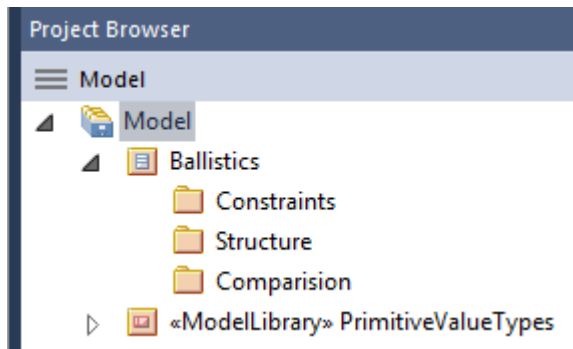 Project Browser
Model
Model
Ballistics
Constraints
Structure
Comparision
«ModelLibrary» PrimitiveValueTypes